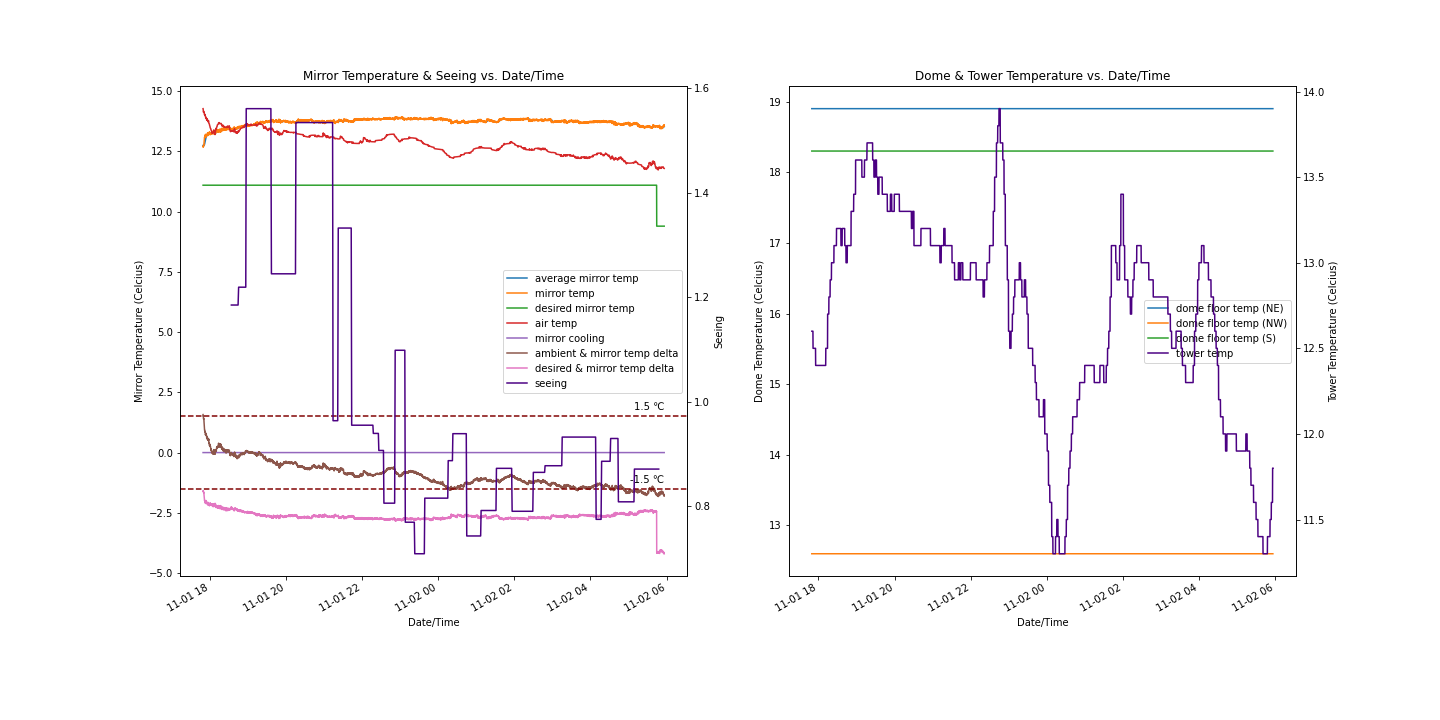 Mirror Temperature & Seeing vs. Date/Time
15.0
12.5
10.0
7.5
5.0
2.5
0.0
−2.5
−5.0
Mirror Temperature (Celcius)
average mirror temp
mirror temp
desired mirror temp
air temp
mirror cooling
ambient & mirror temp delta
desired & mirror temp delta
seeing
1.5 °C
-1.5 °C
1.6
1.4
1.2
1.0
0.8
Seeing
11-01 18
11-01 20
11-01 22
11-02 00
11-02 02
11-02 04
11-02 06
Date/Time
Dome & Tower Temperature vs. Date/Time
19
18
17
16
15
14
13
Dome Temperature (Celcius)
dome floor temp (NE)
dome floor temp (NW)
dome floor temp (S)
tower temp
14.0
13.5
13.0
12.5
12.0
11.5
Tower Temperature (Celcius)
11-01 18
11-01 20
11-01 22
11-02 00
11-02 02
11-02 04
11-02 06
Date/Time